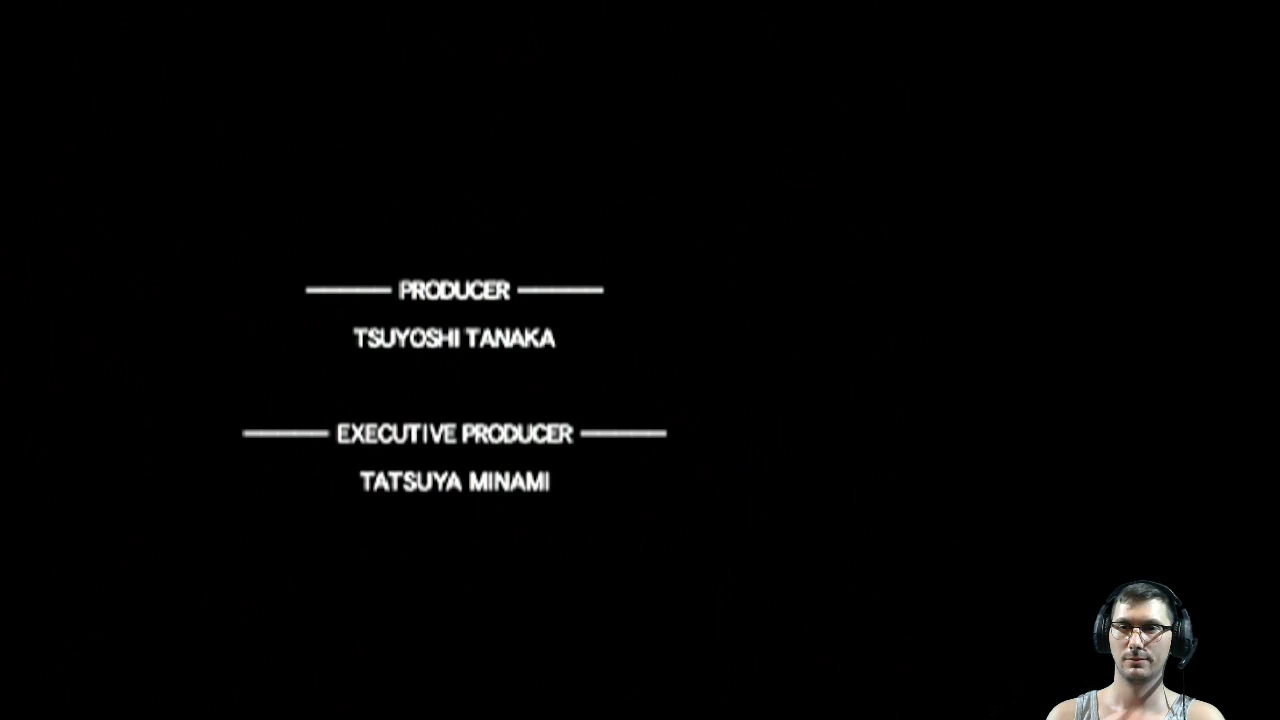 PRODUCER
TSUYOSHI TANAKA
EXECUTIVE PRODUCER
TATSUYA MINAMI